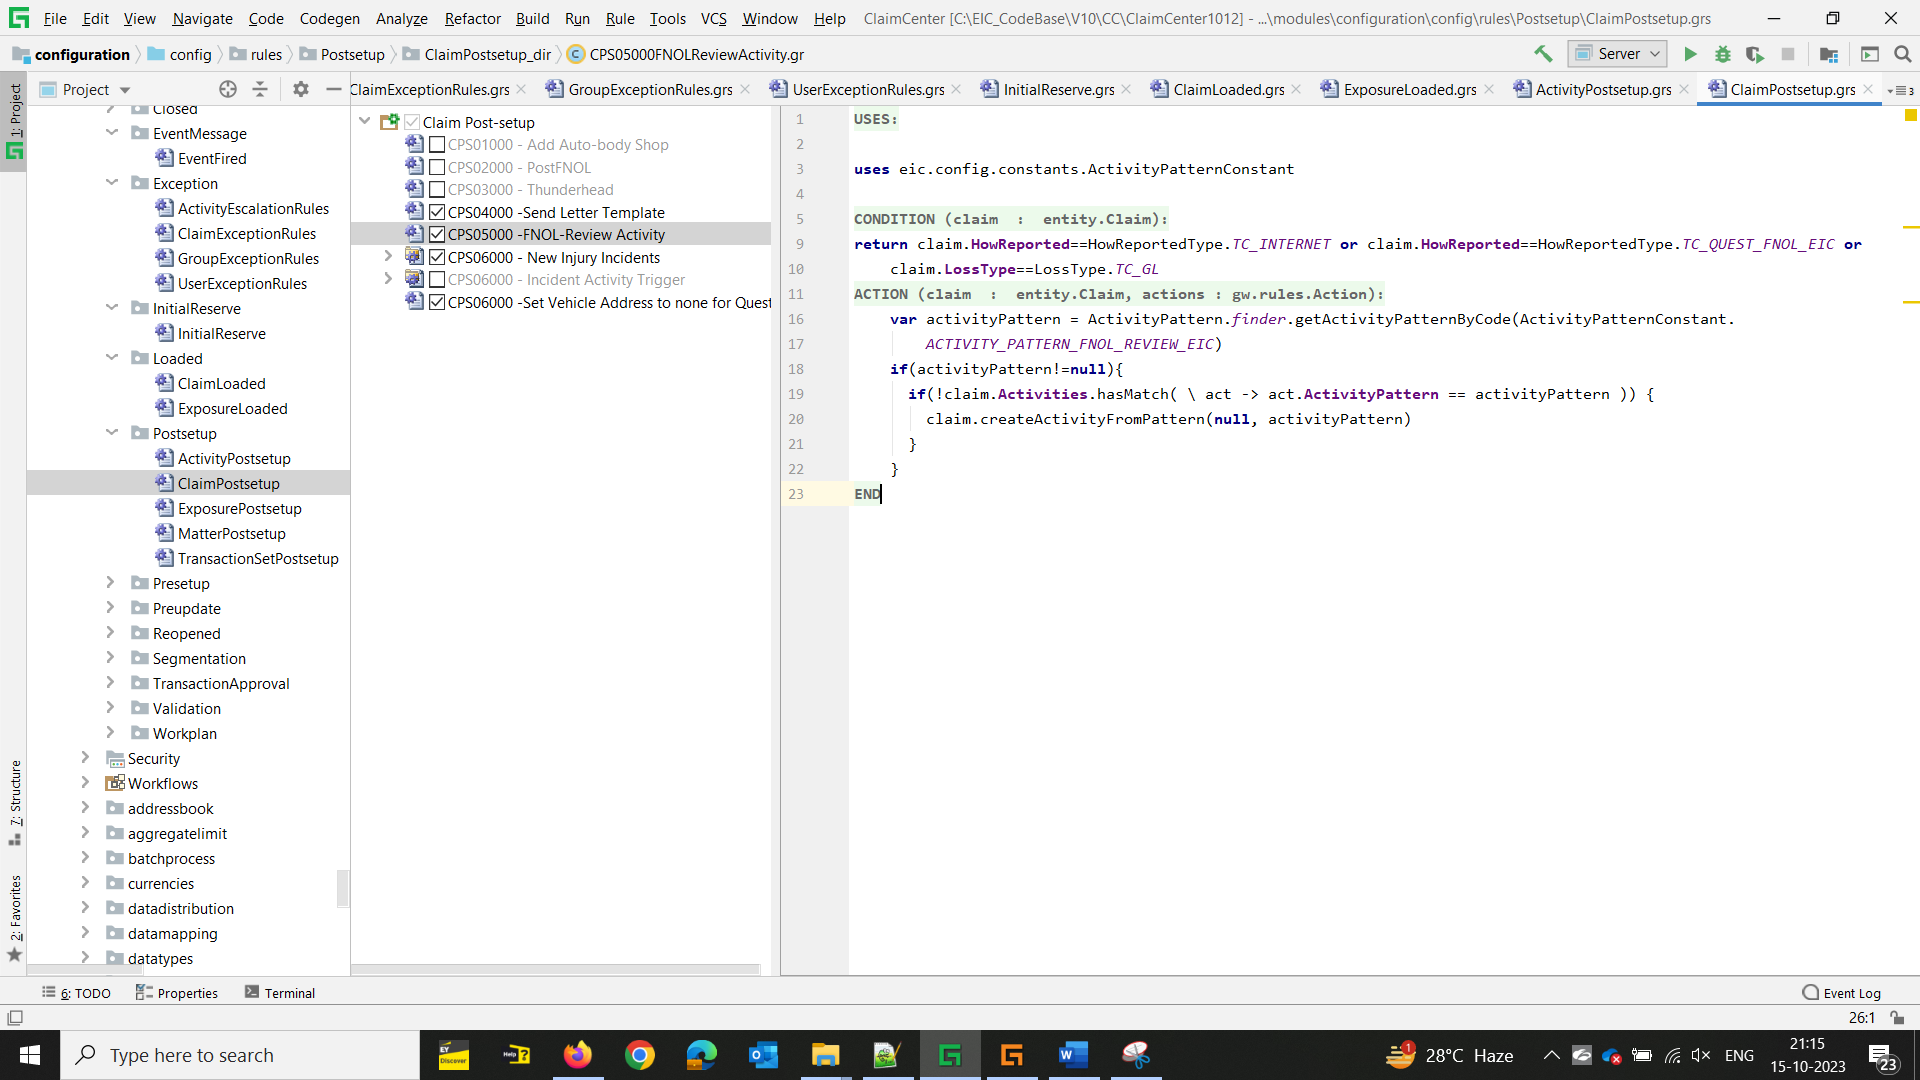 File Edit View Navigate Code Codegen Analyze Refactor Build Run Rule Tools VCS Window Help ClaimCenter [C:\EIC_CodeBase\V10\CC\ClaimCenter1012] - ...\modules\configuration\config\rules\Postsetup\ClaimPostsetup.grs
configuration config rules Postsetup ClaimPostsetup_dir CPS05000FNOLReviewActivity.gr Server
Project ClaimExceptionRules.grs GroupExceptionRules.grs UserExceptionRules.grs InitialReserve.grs ClaimLoaded.grs ExposureLoaded.grs ActivityPostsetup.grs ClaimPostsetup.grs 3
1: Project
7: Structure
2: Favorites
Closed
EventMessage
EventFired
Exception
ActivityEscalationRules
ClaimExceptionRules
GroupExceptionRules
UserExceptionRules
InitialReserve
InitialReserve
Loaded
ClaimLoaded
ExposureLoaded
Postsetup
ActivityPostsetup
ClaimPostsetup
ExposurePostsetup
MatterPostsetup
TransactionSetPostsetup
Presetup
Preupdate
Reopened
Segmentation
TransactionApproval
Validation
Workplan
Security
Workflows
addressbook
aggregatelimit
batchprocess
currencies
datadistribution
datamapping
datatypes
Claim Post-setup
CPS01000 - Add Auto-body Shop
CPS02000 - PostFNOL
CPS03000 - Thunderhead
CPS04000 -Send Letter Template
CPS05000 -FNOL-Review Activity
CPS06000 - New Injury Incidents
CPS06000 - Incident Activity Trigger
CPS06000 -Set Vehicle Address to none for Quest
1 USES:
2
3 uses eic.config.constants.ActivityPatternConstant
4
5 CONDITION (claim : entity.Claim):
9 return claim.HowReported==HowReportedType.TC_INTERNET or claim.HowReported==HowReportedType.TC_QUEST_FNOL_EIC or
10 claim.LossType==LossType.TC_GL
11 ACTION (claim : entity.Claim, actions : gw.rules.Action):
16 var activityPattern = ActivityPattern.finder.getActivityPatternByCode(ActivityPatternConstant.
17 ACTIVITY_PATTERN_FNOL_REVIEW_EIC)
18 if(activityPattern!=null){
19 if(!claim.Activities.hasMatch( \ act -> act.ActivityPattern == activityPattern )) {
20 claim.createActivityFromPattern(null, activityPattern)
21 }
22 }
23 END
6: TODO Properties Terminal Event Log
26:1
Type here to search
EY Discover
Help ?
1 28°C Haze ENG 21:15
15-10-2023 23